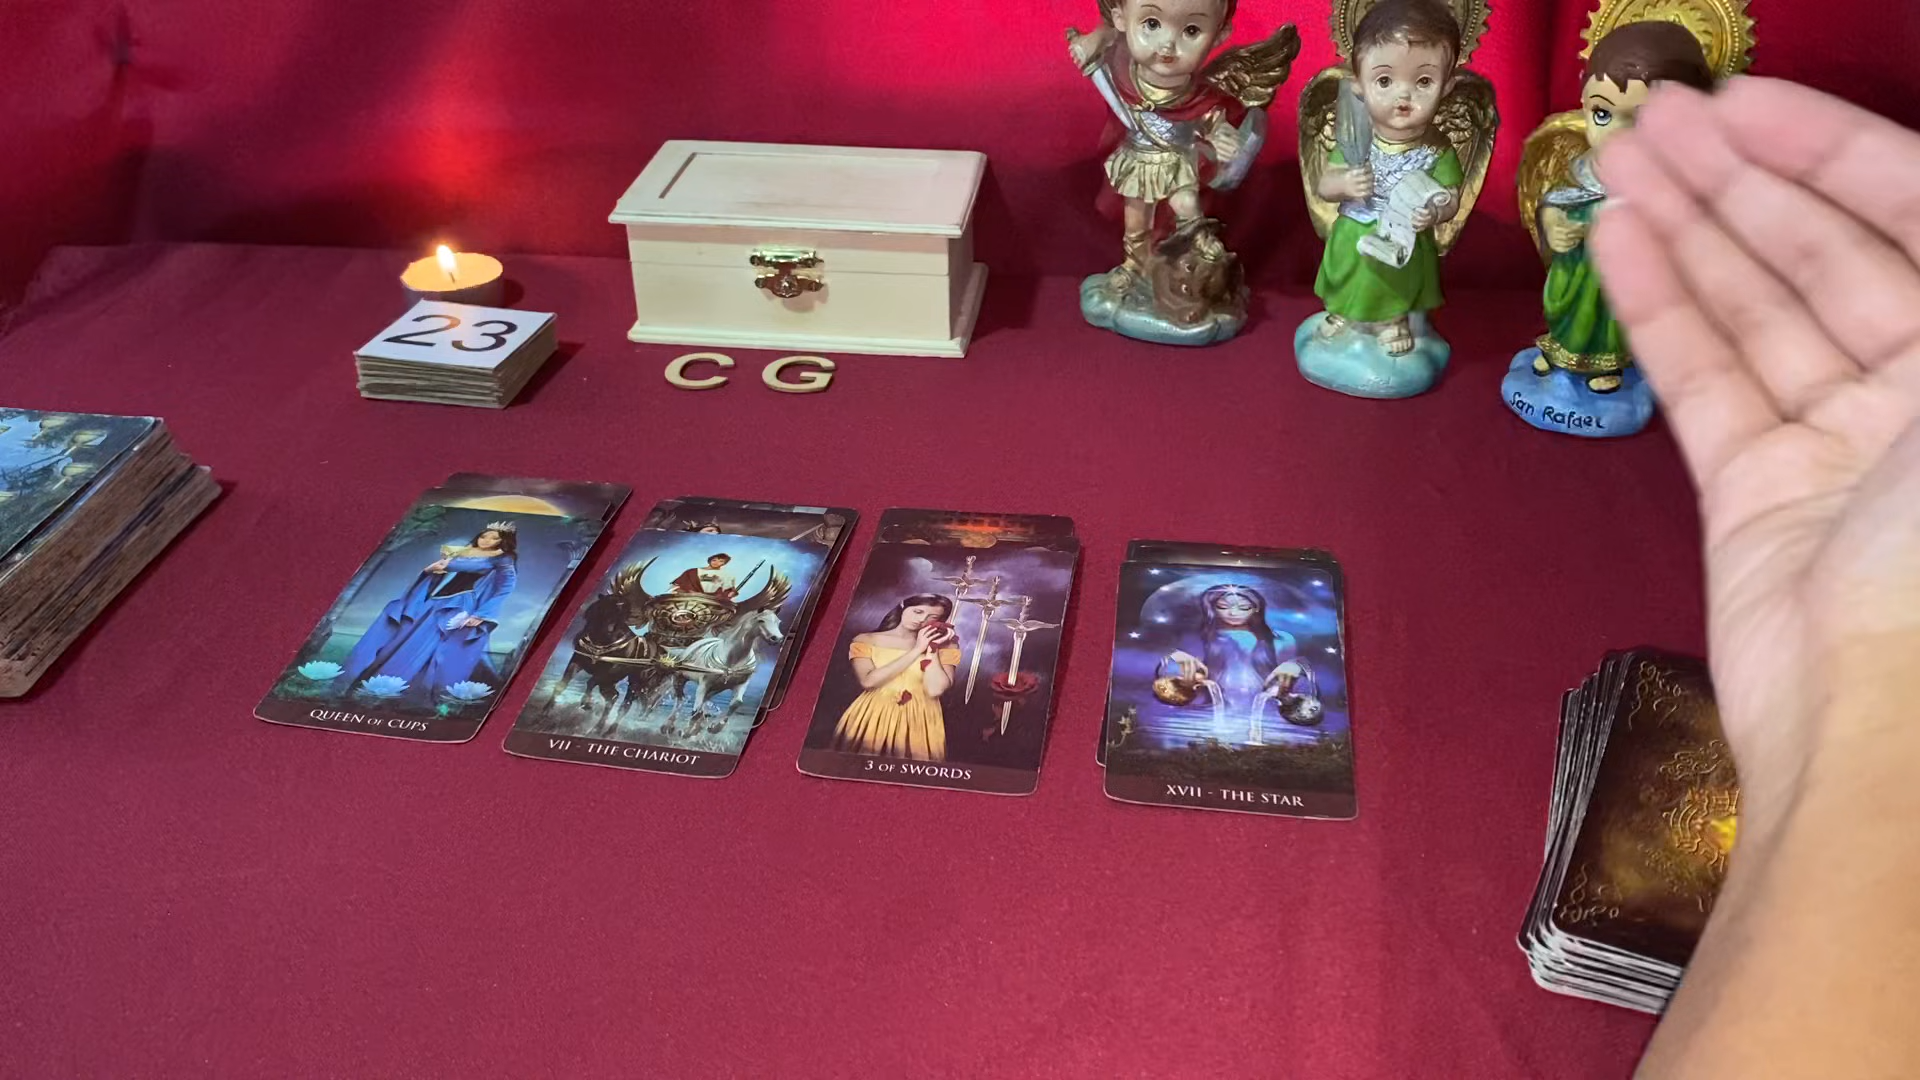 23
C G
San Rafael
QUEEN OF CUPS
VII - THE CHARIOT
3 OF SWORDS
XVII - THE STAR